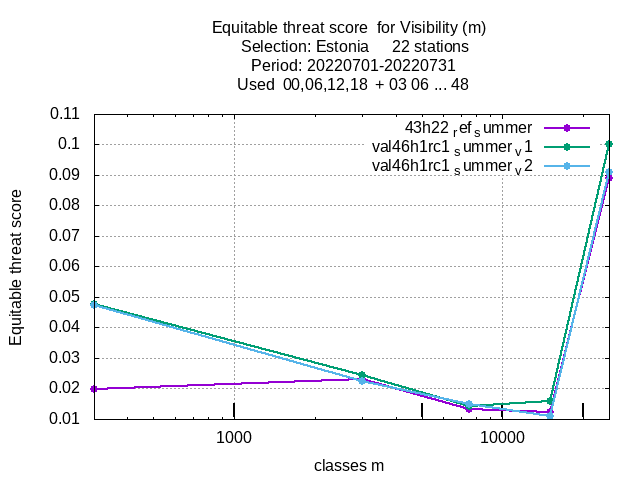 Equitable threat score  for Visibility (m)
Selection: Estonia     22 stations
Period: 20220701-20220731
Used  00,06,12,18  + 03 06 ... 48
0.11
0.1
0.09
0.08
0.07
0.06
0.05
0.04
0.03
0.02
0.01
Equitable threat score
43h22 ref summer
val46h1rc1 summer v1
val46h1rc1 summer v2
1000
10000
classes m